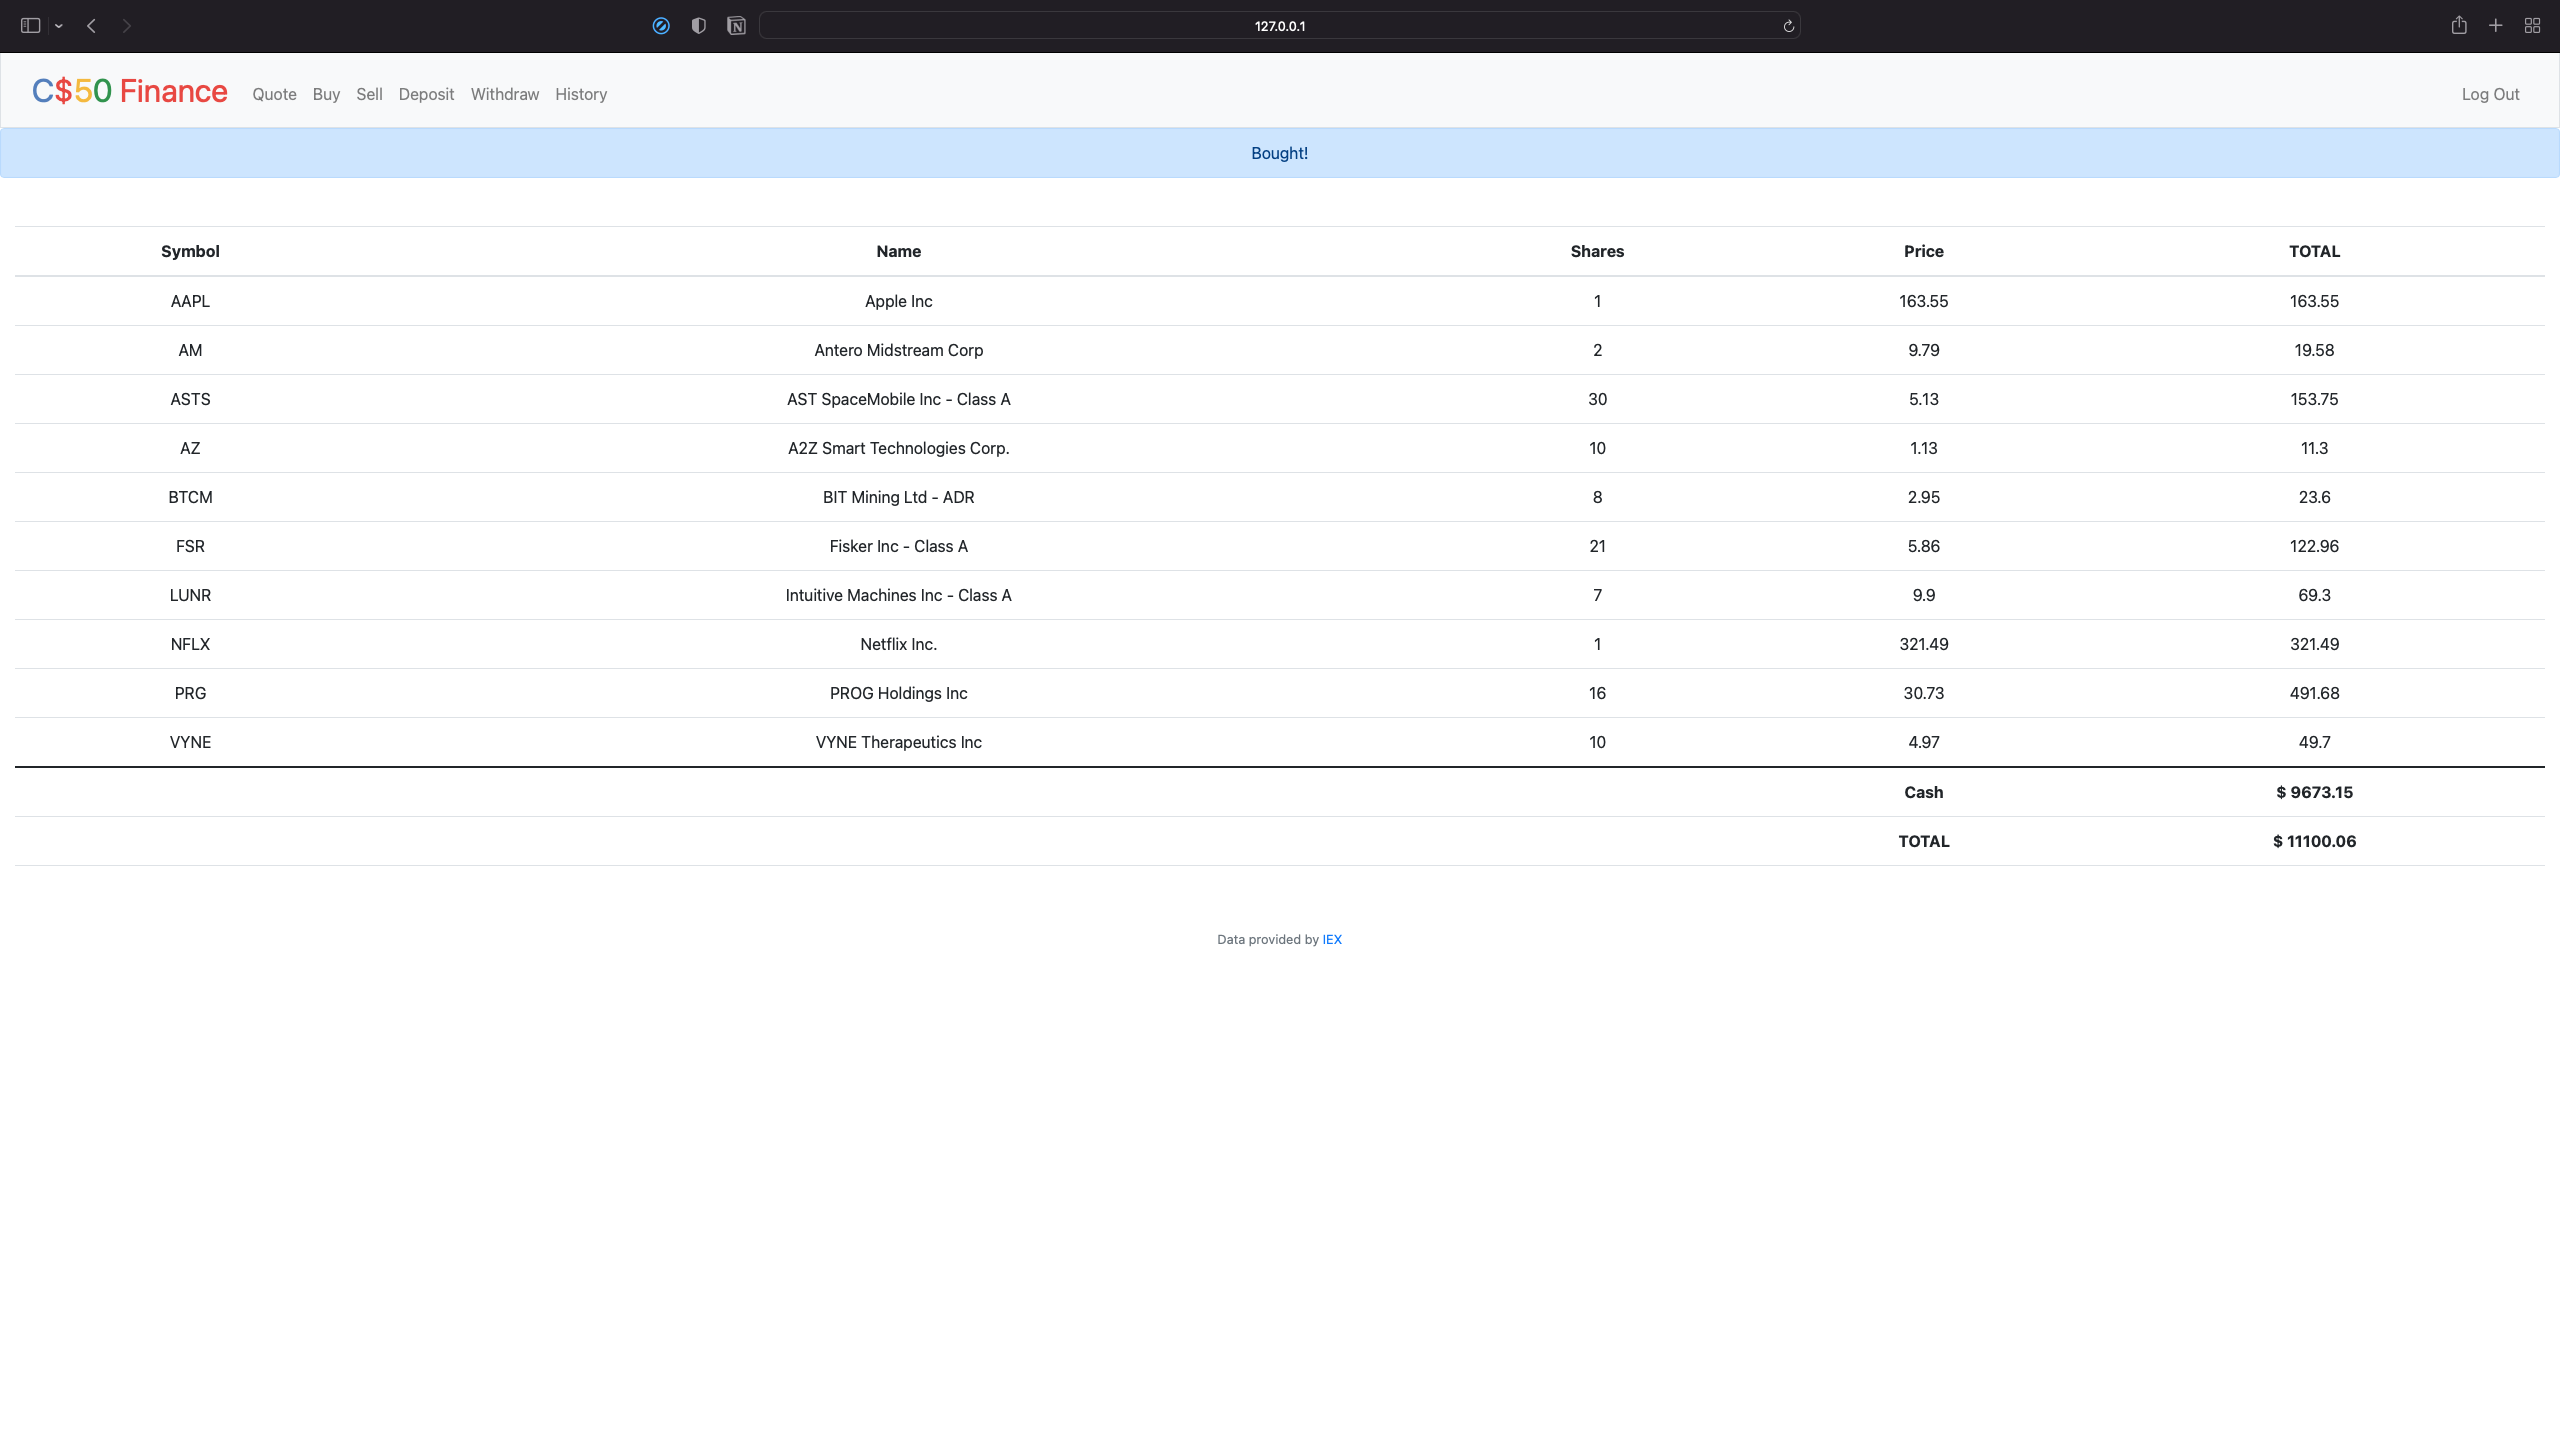 127.0.0.1
C$50 Finance Quote Buy Sell Deposit Withdraw History Log Out
Bought!
Symbol Name Shares Price TOTAL
AAPL Apple Inc 1 163.55 163.55
AM Antero Midstream Corp 2 9.79 19.58
ASTS AST SpaceMobile Inc - Class A 30 5.13 153.75
AZ A2Z Smart Technologies Corp. 10 1.13 11.3
BTCM BIT Mining Ltd - ADR 8 2.95 23.6
FSR Fisker Inc - Class A 21 5.86 122.96
LUNR Intuitive Machines Inc - Class A 7 9.9 69.3
NFLX Netflix Inc. 1 321.49 321.49
PRG PROG Holdings Inc 16 30.73 491.68
VYNE VYNE Therapeutics Inc 10 4.97 49.7
Cash $ 9673.15
TOTAL $ 11100.06
Data provided by IEX